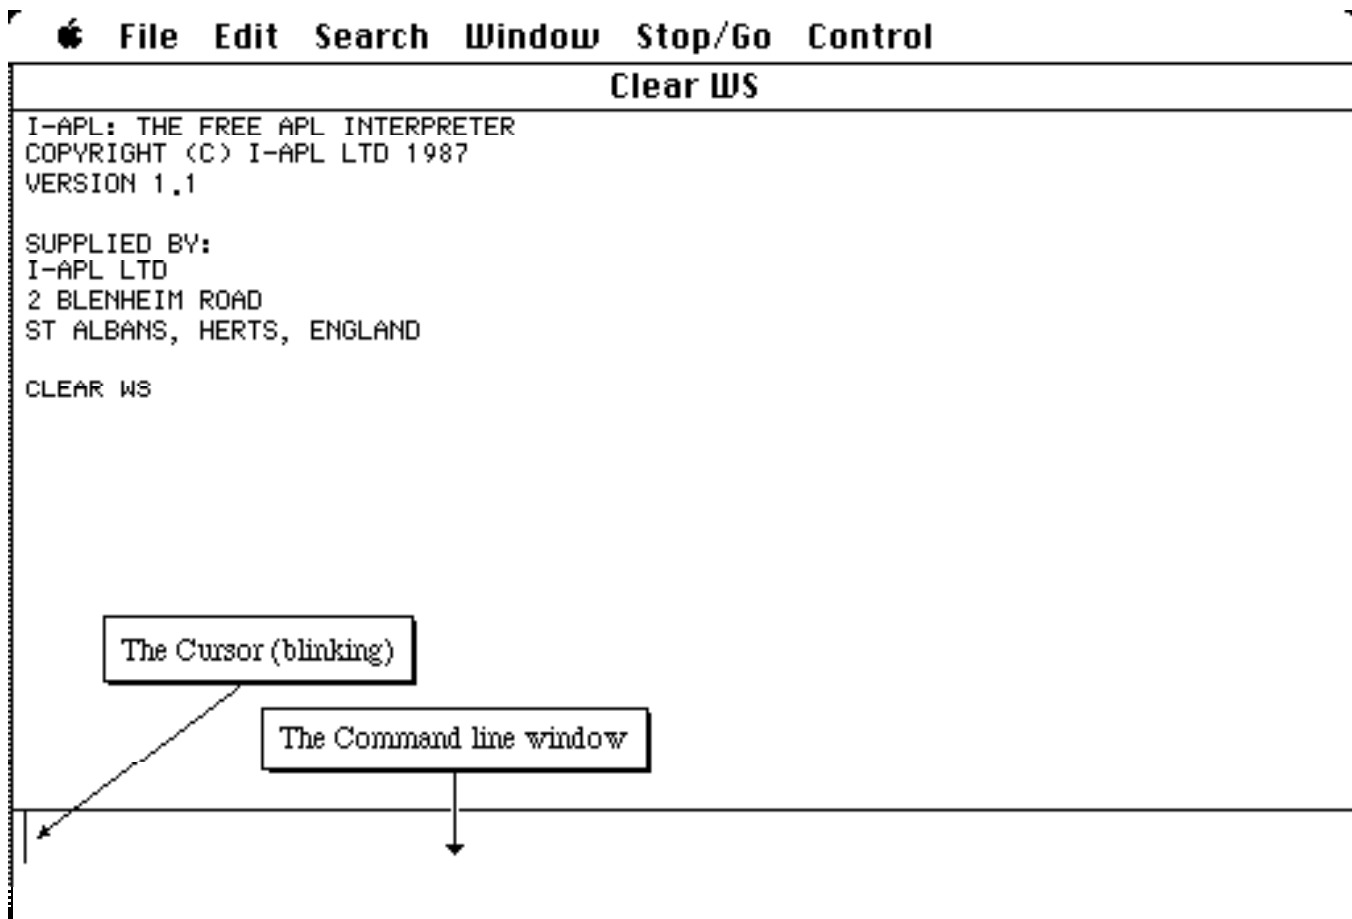 File Edit Search Window Stop/Go Control
Clear WS
I-APL: THE FREE APL INTERPRETER
COPYRIGHT (C) I-APL LTD 1987
VERSION 1.1
SUPPLIED BY:
I-APL LTD
2 BLENHEIM ROAD
ST ALBANS, HERTS, ENGLAND
CLEAR WS
The Cursor (blinking)
The Command line window